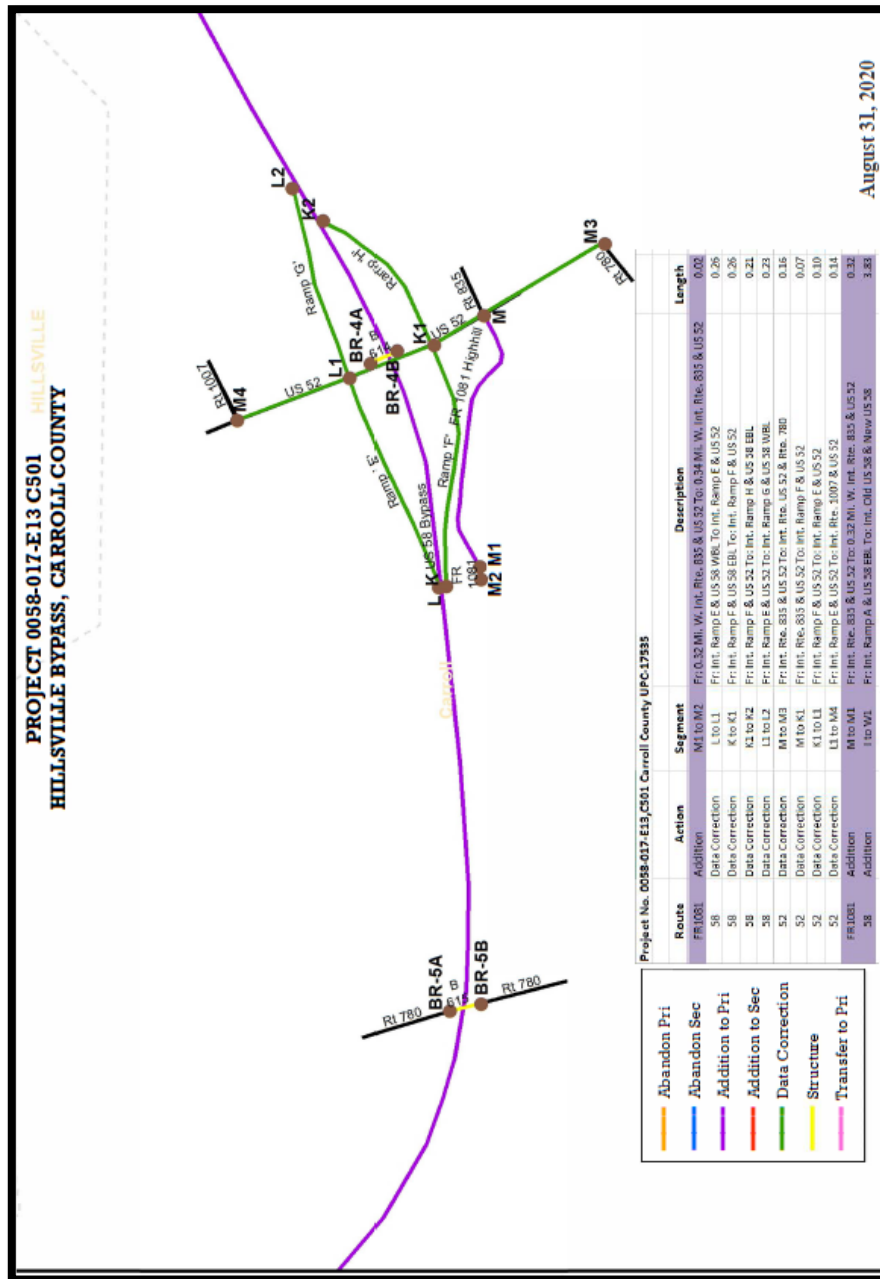 PROJECT 0058-017-E13 C501
HILLSVILLE
HILLSVILLE BYPASS, CARROLL COUNTY
L2
K2
Ramp 'G'
Ramp 'H'
M3
Rt 780
Rt 835
M
Rt 1007
M4
US 52
L1
BR-4A
B
BR-4B
K1
US 52
FR 1081 Highhill
Ramp 'E'
Ramp 'F'
US 58 Bypass
L
K
FR
1081
M2 M1
Carroll
BR-5A
B
BR-5B
Rt 780
Rt 780
Abandon Pri
Abandon Sec
Addition to Pri
Addition to Sec
Data Correction
Structure
Transfer to Pri
Project No. 0058-017-E13,C501 Carroll County UPC-17535
Route Action Segment Description Length
FR1081 Addition M1 to M2 Fr: 0.32 Mi. W. Int. Rte. 835 & US 52 To: 0.34 Mi. W. Int. Rte. 835 & US 52 0.02
58 Data Correction L to L1 Fr: Int. Ramp E & US 58 WBL To Int. Ramp E & US 52 0.26
58 Data Correction K to K1 Fr: Int. Ramp F & US 58 EBL To: Int. Ramp F & US 52 0.26
58 Data Correction K1 to K2 Fr: Int. Ramp F & US 52 To: Int. Ramp H & US 58 EBL 0.21
58 Data Correction L1 to L2 Fr: Int. Ramp E & US 52 To: Int. Ramp G & US 58 WBL 0.23
52 Data Correction M to M3 Fr: Int. Rte. 835 & US 52 To: Int. Rte. US 52 & Rte. 780 0.16
52 Data Correction M to K1 Fr: Int. Rte. 835 & US 52 To: Int. Ramp F & US 52 0.07
52 Data Correction K1 to L1 Fr: Int. Ramp F & US 52 To: Int. Ramp E & US 52 0.10
52 Data Correction L1 to M4 Fr: Int. Ramp E & US 52 To: Int. Rte. 1007 & US 52 0.14
FR1081 Addition M to M1 Fr: Int. Rte. 835 & US 52 To: 0.32 Mi. W. Int. Rte. 835 & US 52 0.32
58 Addition I to W1 Fr: Int. Ramp A & US 58 EBL To: Int. Old US 58 & New US 58 3.83
August 31, 2020